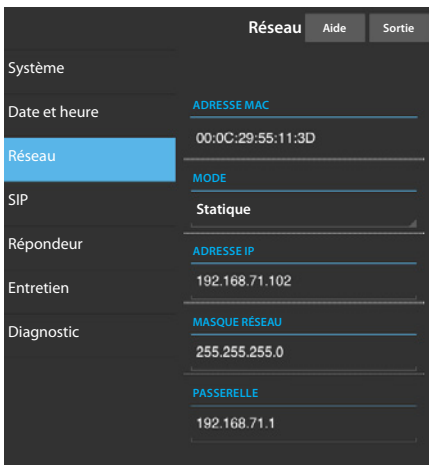 Réseau Aide Sortie
Système
Date et heure
Réseau
SIP
Répondeur
Entretien
Diagnostic
ADRESSE MAC
00:0C:29:55:11:3D
MODE
Statique
ADRESSE IP
192.168.71.102
MASQUE RÉSEAU
255.255.255.0
PASSERELLE
192.168.71.1